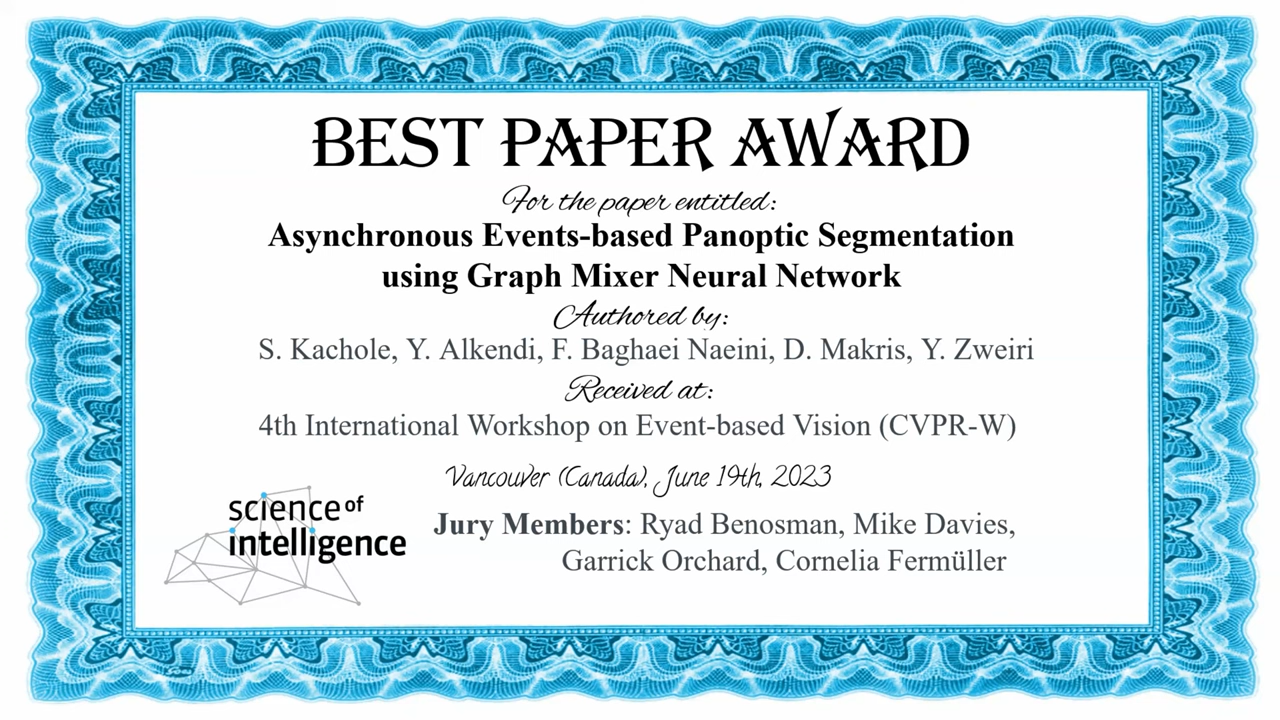 BEST PAPER AWARD
For the paper entitled:
Asynchronous Events-based Panoptic Segmentation
using Graph Mixer Neural Network
Authored by:
S. Kachole, Y. Alkendi, F. Baghaei Naeini, D. Makris, Y. Zweiri
Received at:
4th International Workshop on Event-based Vision (CVPR-W)
Vancouver (Canada), June 19th, 2023
science of
intelligence
Jury Members: Ryad Benosman, Mike Davies,
Garrick Orchard, Cornelia Fermüller